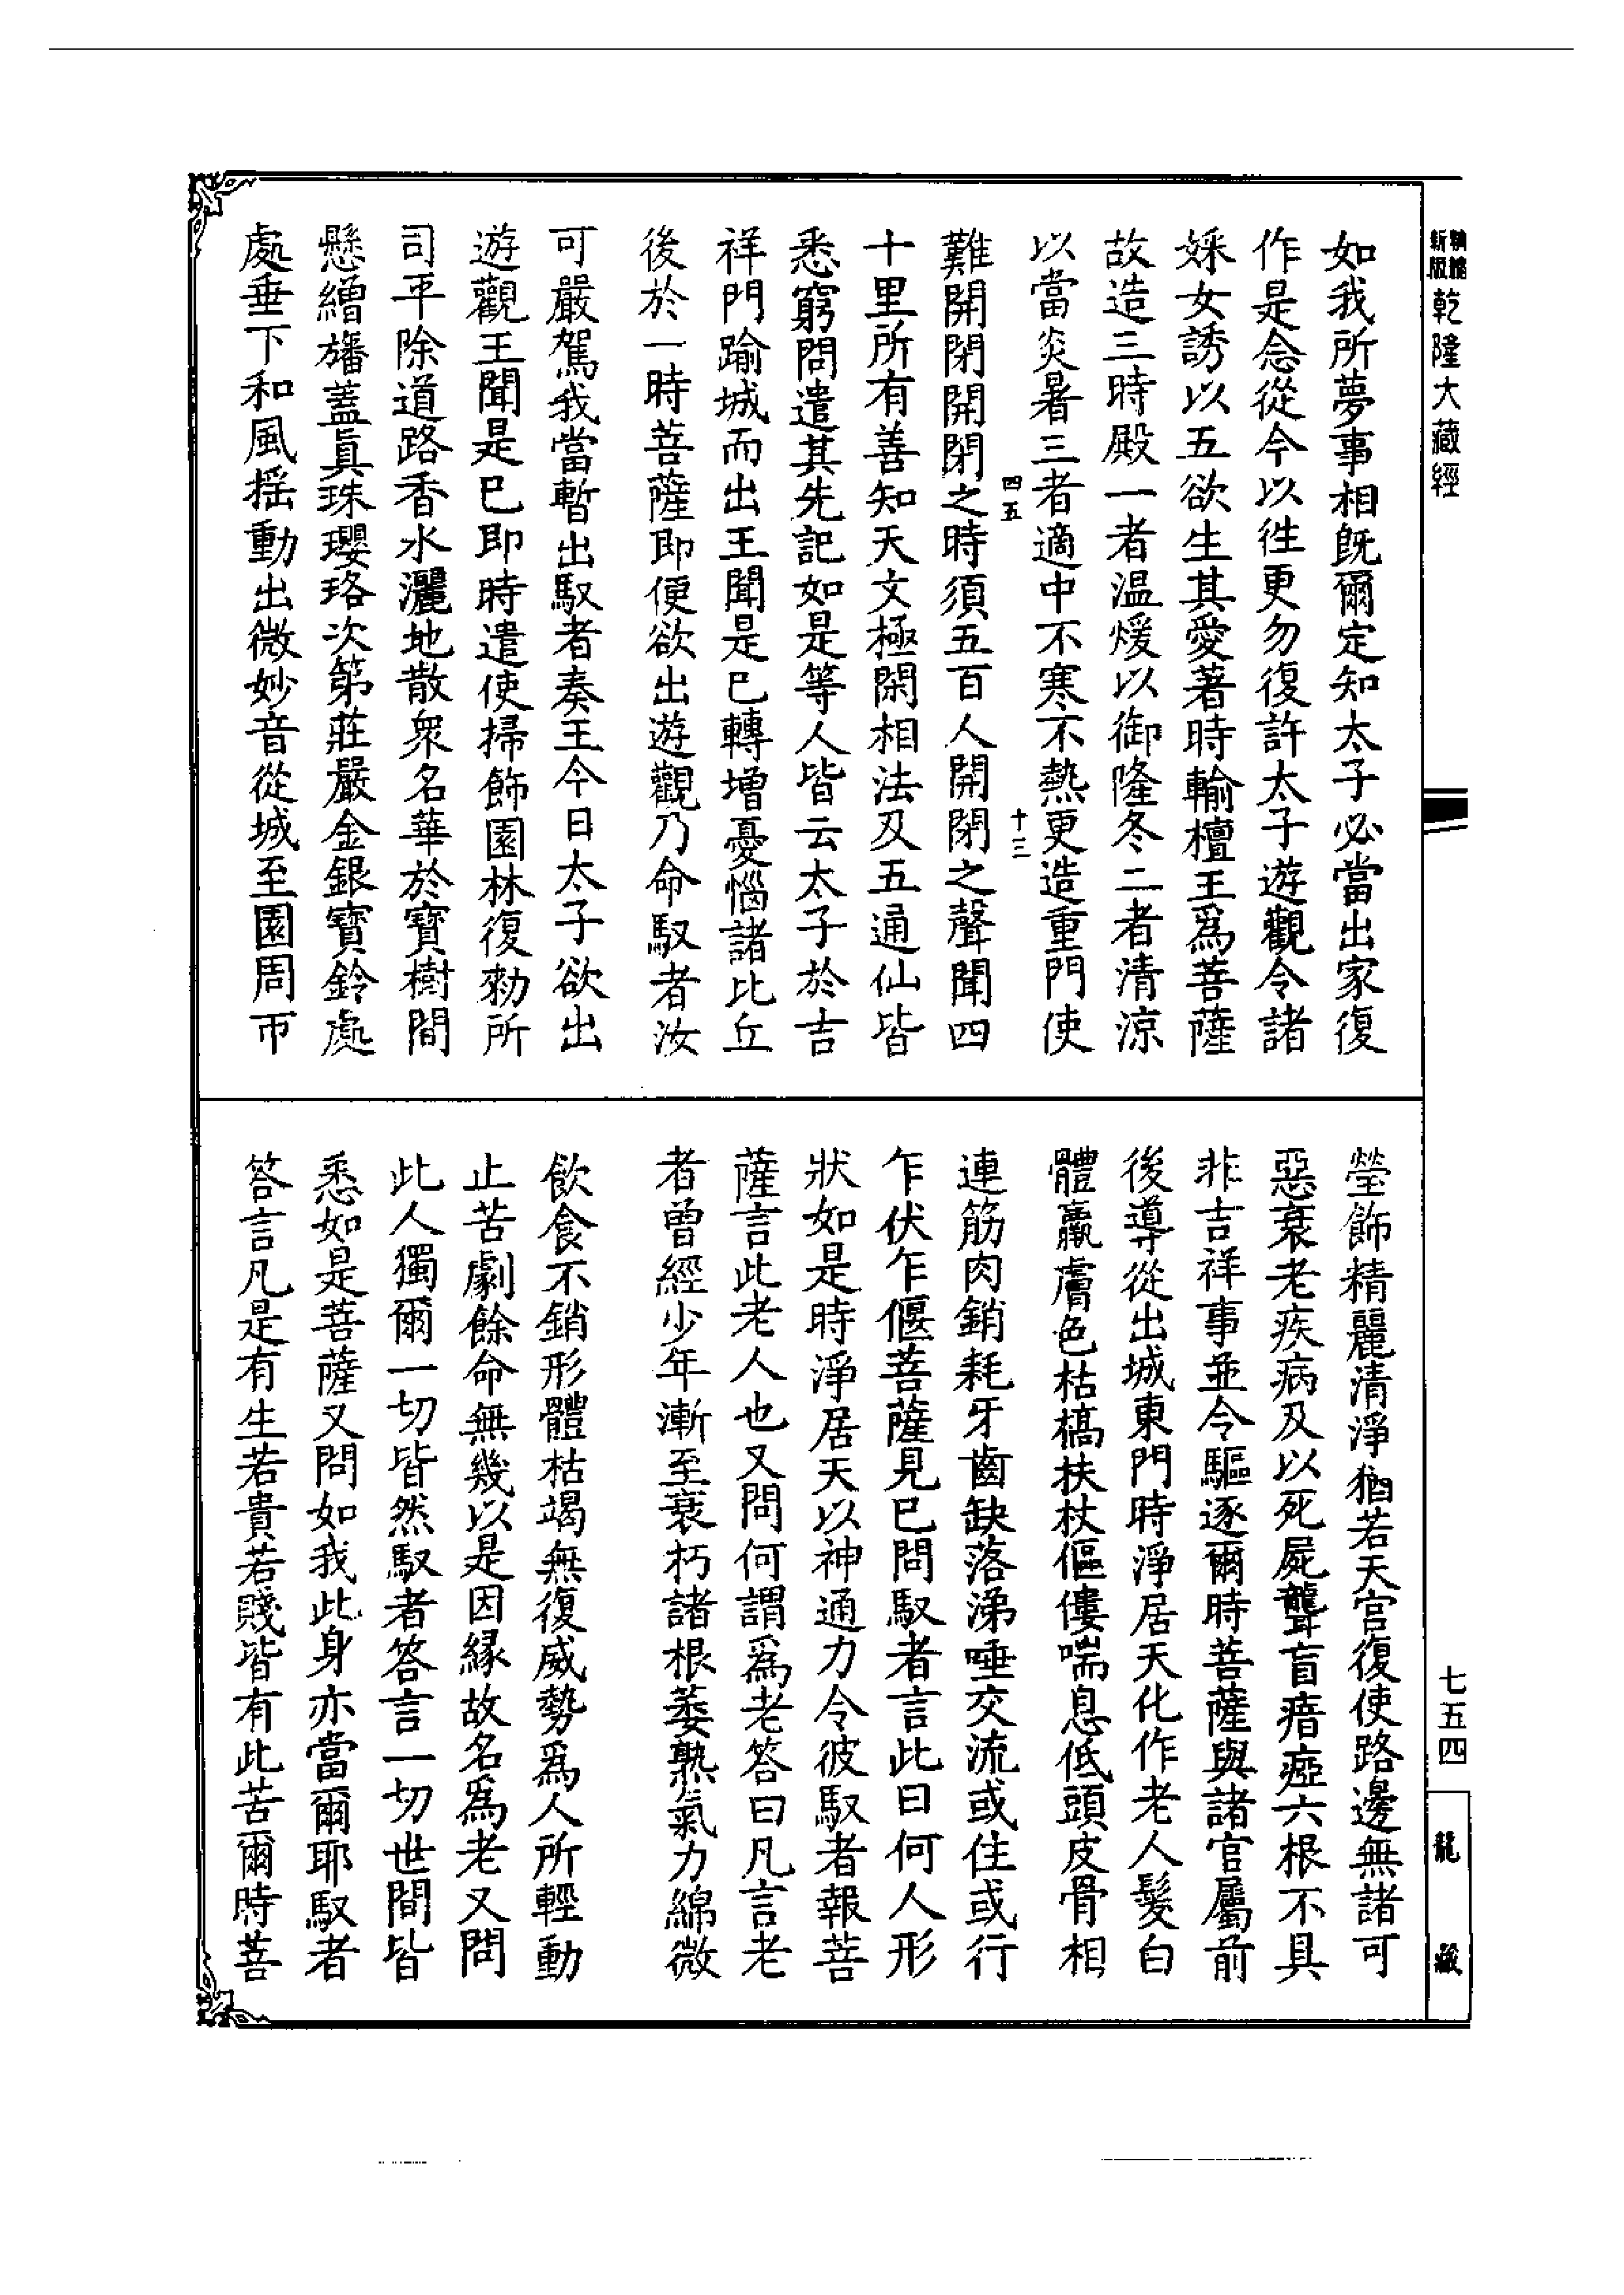 新版
精縮
乾隆大藏經
如我所夢事相既爾定知太子必當出家復
作是念從今以往更勿復許太子遊觀令諸
婇女誘以五欲生其愛著時輸檀王爲菩薩
故造三時殿一者温煖以御隆冬二者清涼
以當炎暑三者適中不寒不熱更造重門使
四五
十三
難開閉開閉之時須五百人開閉之聲聞四
十里所有善知天文極閑相法及五通仙皆
悉窮問遣其先記如是等人皆云太子於吉
祥門踰城而出王聞是已轉增憂惱諸比丘
後於一時菩薩即便欲出遊觀乃命馭者汝
可嚴駕我當暫出馭者奏王今日太子欲出
遊觀王聞是已即時遣使掃飾園林復勑所
司平除道路香水灑地散衆名華於寶樹間
懸繒旛蓋眞珠瓔珞次第莊嚴金銀寶鈴處
處垂下和風摇動出微妙音從城至園周帀
瑩飾精麗清淨猶若天宮復使路邊無諸可
惡衰老疾病及以死屍聾盲瘖瘂六根不具
非吉祥事並令驅逐爾時菩薩與諸官屬前
後導從出城東門時淨居天化作老人髮白
體羸膚色枯槁扶杖傴僂喘息低頭皮骨相
連筋肉銷耗牙齒缺落涕唾交流或住或行
乍伏乍偃菩薩見已問馭者言此曰何人形
狀如是時淨居天以神通力令彼馭者報菩
薩言此老人也又問何謂爲老答曰凡言老
者曾經少年漸至衰朽諸根萎熟氣力綿微
飲食不銷形體枯竭無復威勢爲人所輕動
止苦劇餘命無幾以是因緣故名爲老又問
此人獨爾一切皆然馭者答言一切世間皆
悉如是菩薩又問如我此身亦當爾耶馭者
答言凡是有生若貴若賤皆有此苦爾時菩
七五四
龍藏